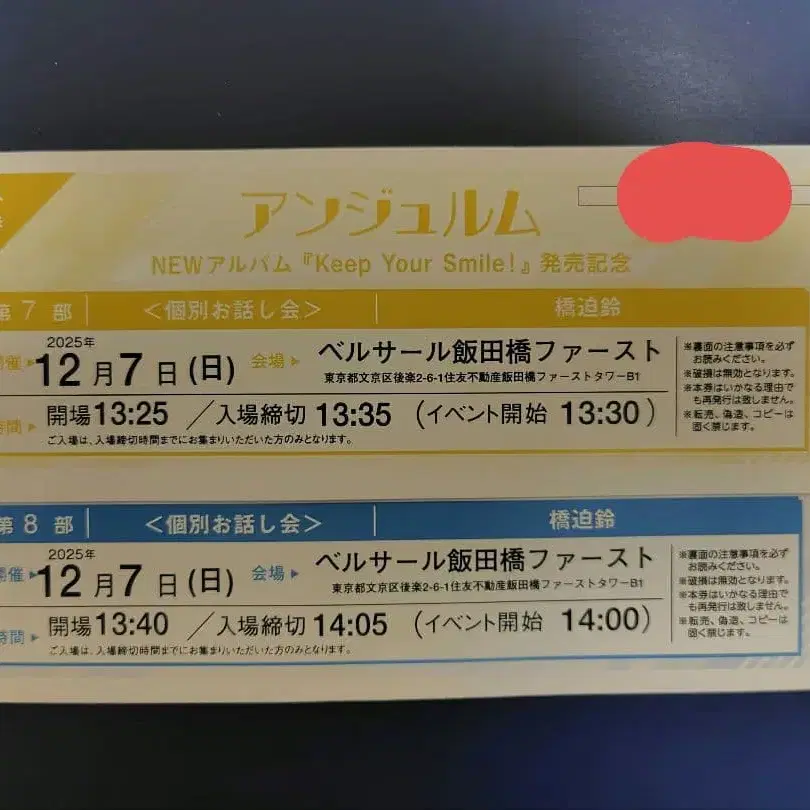 アンジュルム
NEWアルバム『Keep Your Smile!』発売記念
第7部 <個別お話し会> 橋迫鈴
開催▶ 2025年
12月7日(日) 会場▶ ベルサール飯田橋ファースト
東京都文京区後楽2-6-1住友不動産飯田橋ファーストタワーB1
時間▶ 開場13:25 /入場締切 13:35 (イベント開始 13:30)
ご入場は、入場締切時間までにお集まりいただいた方のみとなります。
※裏面の注意事項を必ず
お読みください。
※破損は無効となります。
※本券はいかなる理由で
も再発行は致しません。
※転売、偽造、コピーは
固く禁じます。
第8部 <個別お話し会> 橋迫鈴
開催▶ 2025年
12月7日(日) 会場▶ ベルサール飯田橋ファースト
東京都文京区後楽2-6-1住友不動産飯田橋ファーストタワーB1
時間▶ 開場13:40 /入場締切 14:05 (イベント開始 14:00)
ご入場は、入場締切時間までにお集まりいただいた方のみとなります。
※裏面の注意事項を必ず
お読みください。
※破損は無効となります。
※本券はいかなる理由で
も再発行は致しません。
※転売、偽造、コピーは
固く禁じます。